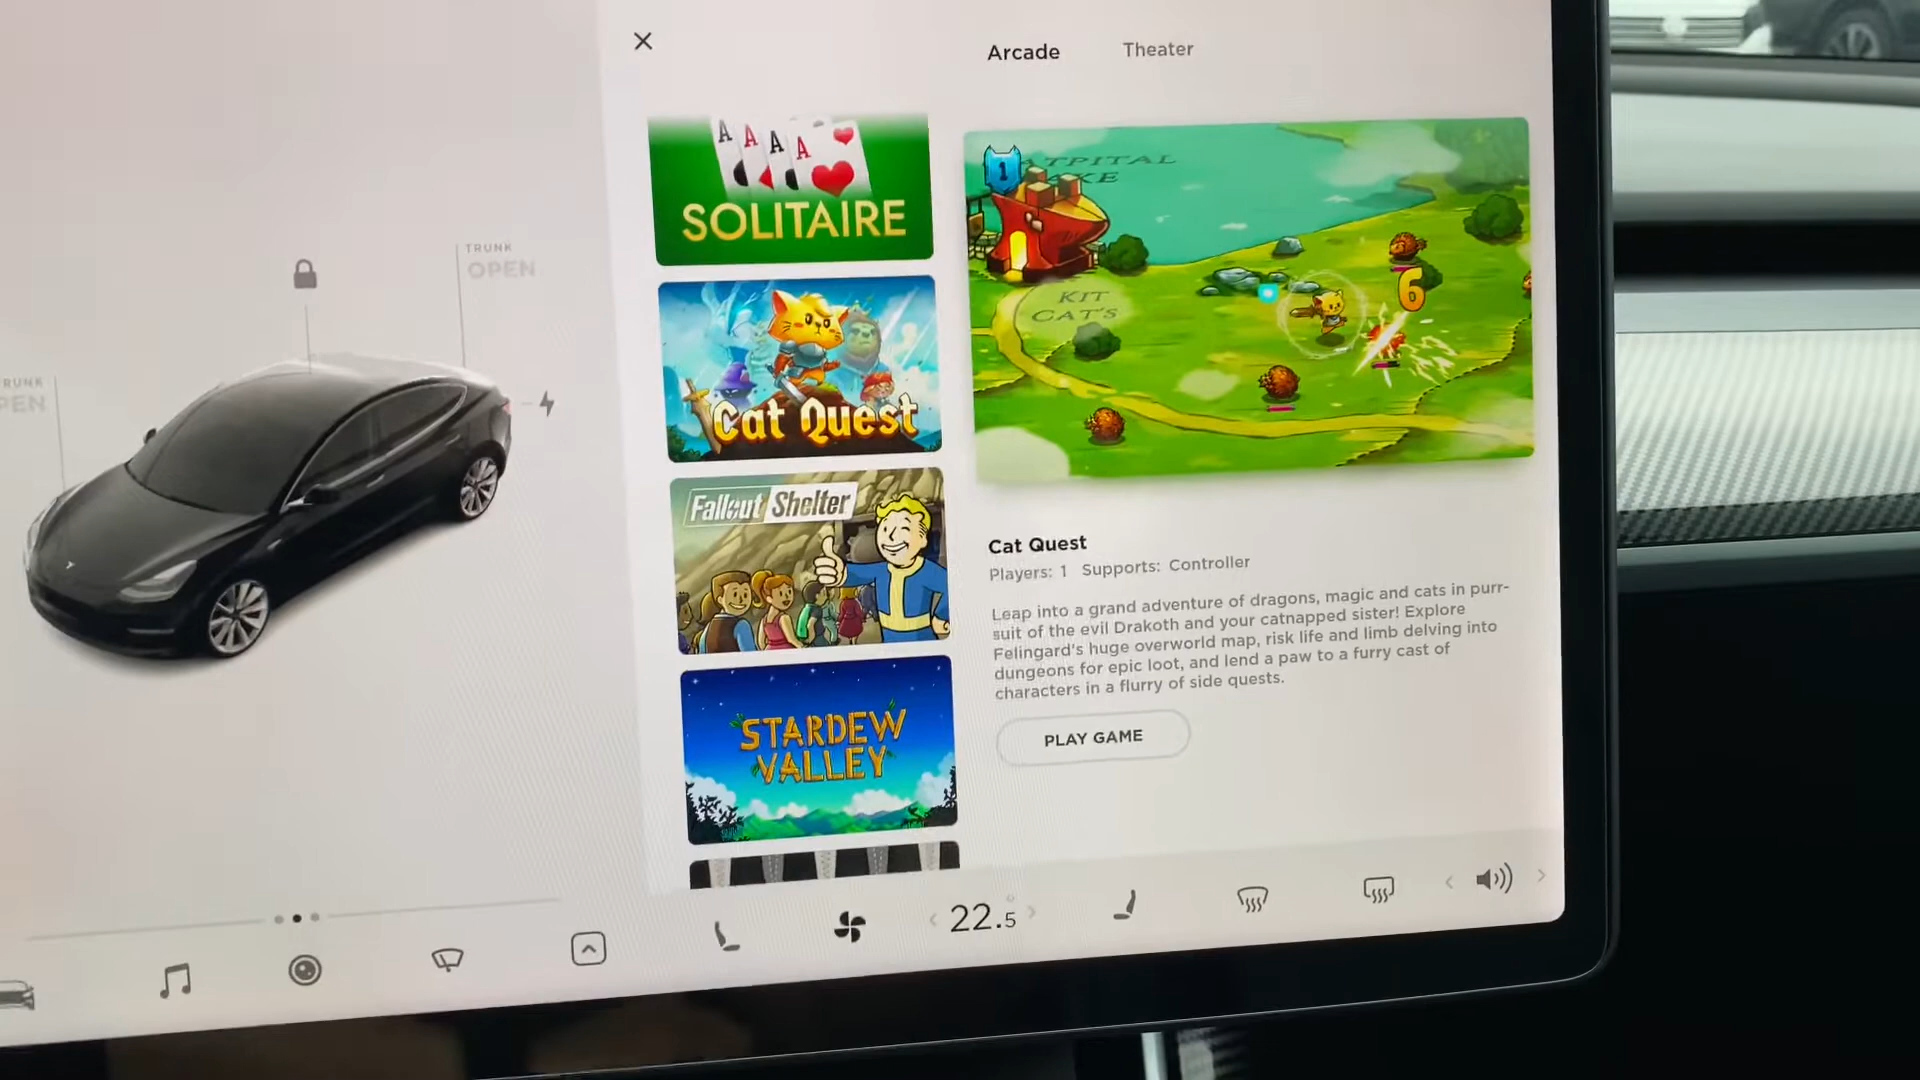 Arcade
Theater
A A A A
SOLITAIRE
TRUNK
OPEN
Cat Quest
Fallout Shelter
STARDEW
VALLEY
1
KIT
CAT'S
6
Cat Quest
Players: 1 Supports: Controller
Leap into a grand adventure of dragons, magic and cats in purr-
suit of the evil Drakoth and your catnapped sister! Explore
Felingard's huge overworld map, risk life and limb delving into
dungeons for epic loot, and lend a paw to a furry cast of
characters in a flurry of side quests.
PLAY GAME
22.5